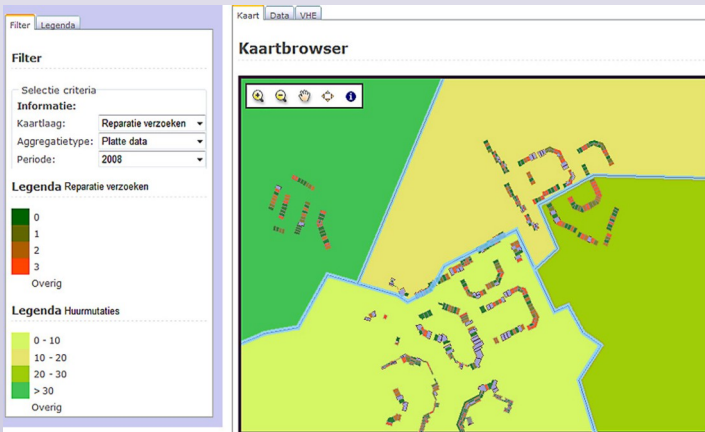 Filter Legenda
Filter
Selectie criteria
Informatie:
Kaartlaag: Reparatie verzoeken
Aggregatietype: Platte data
Periode: 2008
Legenda Reparatie verzoeken
0
1
2
3
Overig
Legenda Huurmutaties
0 - 10
10 - 20
20 - 30
> 30
Overig
Kaart Data VHE
Kaartbrowser